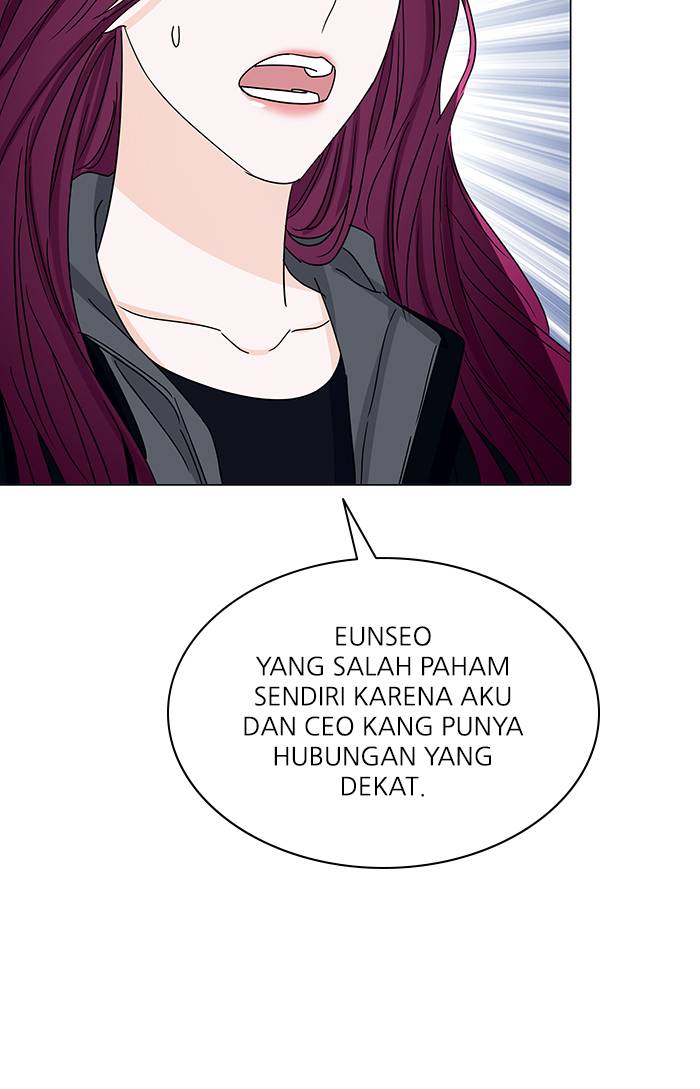 EUNSEO
YANG SALAH PAHAM
SENDIRI KARENA AKU
DAN CEO KANG PUNYA
HUBUNGAN YANG
DEKAT.